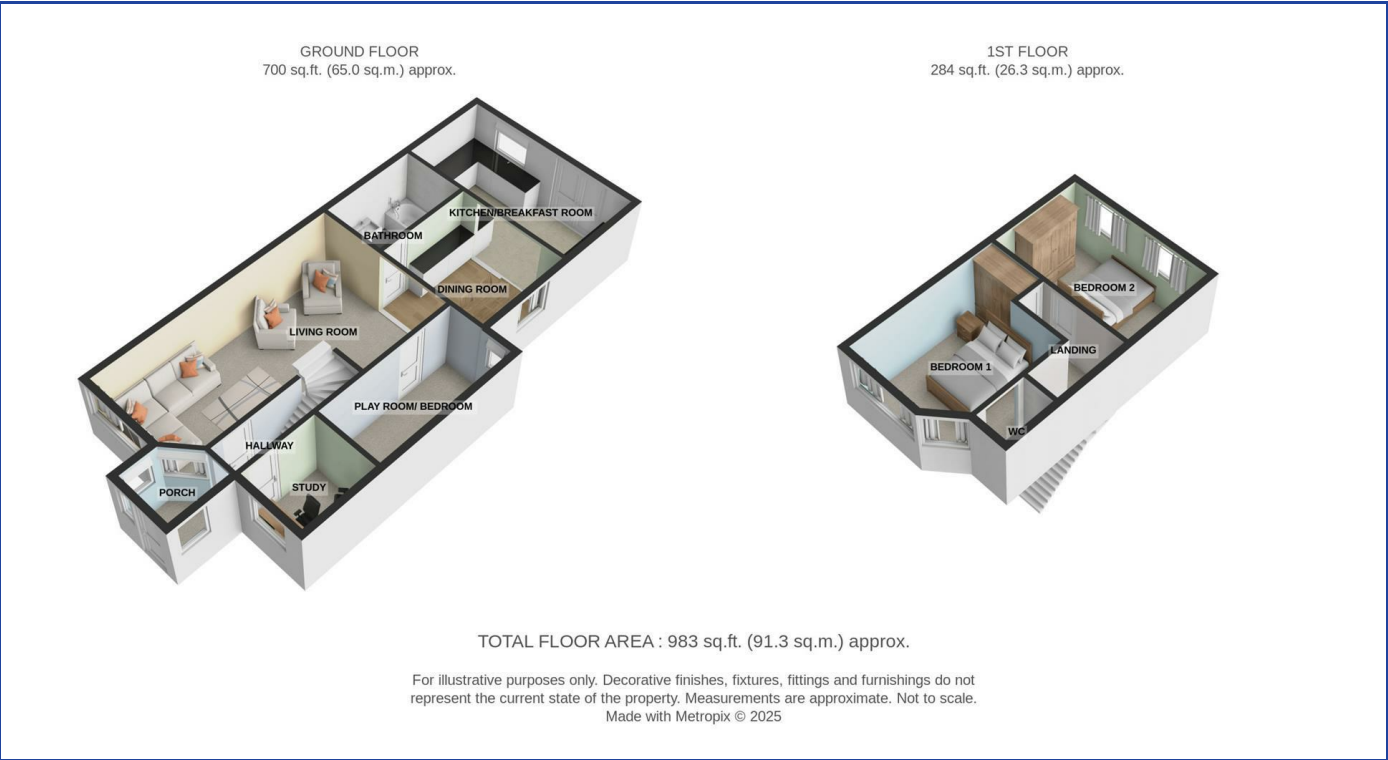 GROUND FLOOR
700 sq.ft. (65.0 sq.m.) approx.
1ST FLOOR
284 sq.ft. (26.3 sq.m.) approx.
KITCHEN/BREAKFAST ROOM
BATHROOM
DINING ROOM
LIVING ROOM
PLAY ROOM/ BEDROOM
HALLWAY
STUDY
PORCH
BEDROOM 2
LANDING
BEDROOM 1
WC
TOTAL FLOOR AREA : 983 sq.ft. (91.3 sq.m.) approx.
For illustrative purposes only. Decorative finishes, fixtures, fittings and furnishings do not
represent the current state of the property. Measurements are approximate. Not to scale.
Made with Metropix © 2025